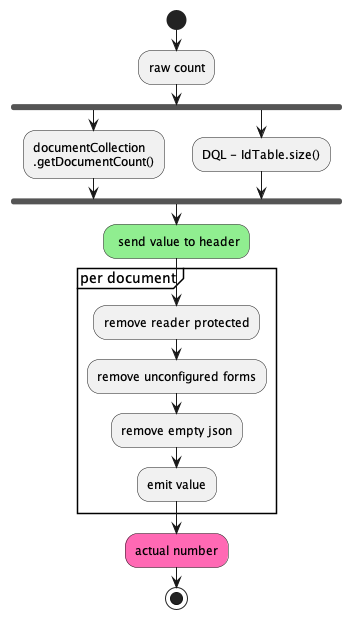 raw count
documentCollection
.getDocumentCount()
DQL – IdTable.size()
send value to header
per document
remove reader protected
remove unconfigured forms
remove empty json
emit value
actual number